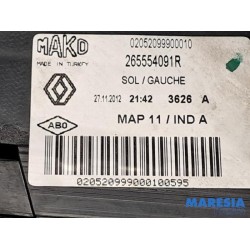 MAKO
MADE IN TURKEY
02052099900010
265554091R
SOL / GAUCHE
27.11.2012 21:42 3626 A
ABO
MAP 11 / IND A
020520999000100595
MARESIA